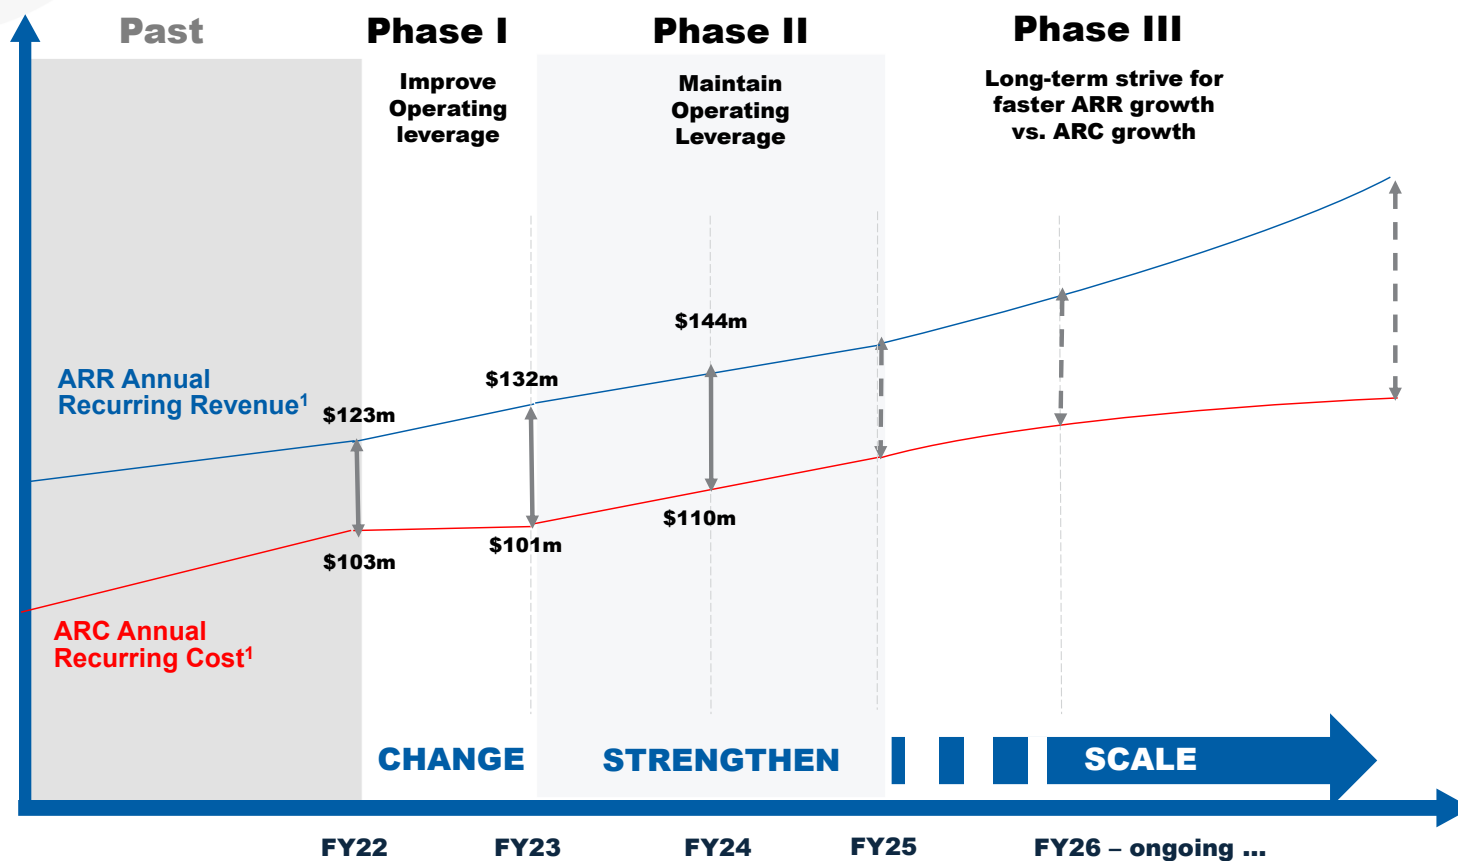 Past
Phase I
Phase II
Phase III
Improve
Operating
leverage
Maintain
Operating
Leverage
Long-term strive for
faster ARR growth
vs. ARC growth
ARR Annual
Recurring Revenue¹
$123m
$132m
$144m
$103m
$101m
$110m
ARC Annual
Recurring Cost¹
CHANGE
STRENGTHEN
SCALE
FY22
FY23
FY24
FY25
FY26 – ongoing ...